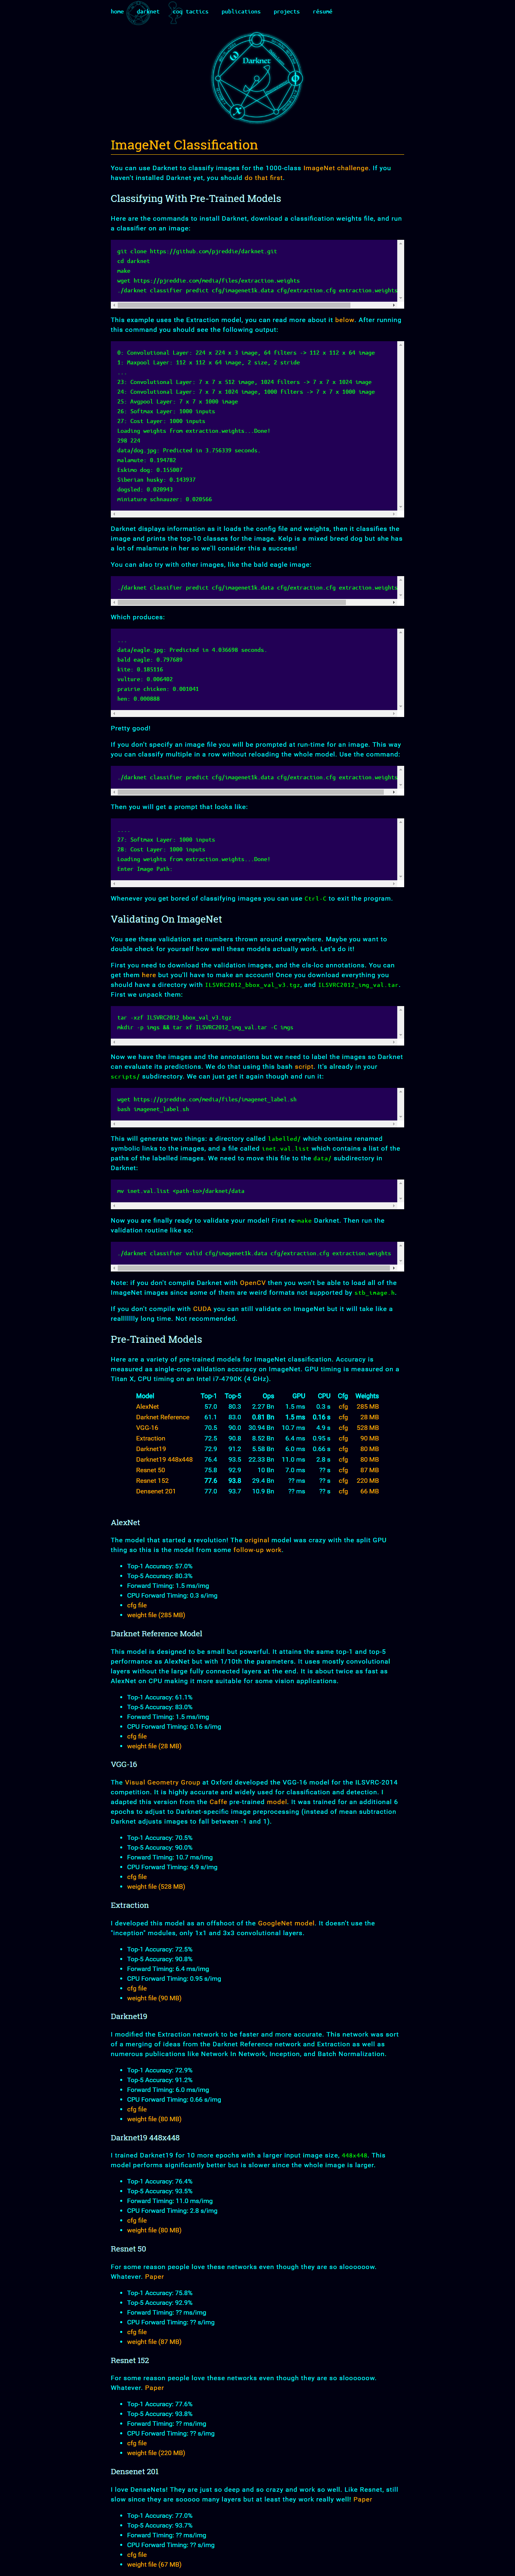 home darknet coq tactics publications projects résumé
Darknet
ImageNet Classification
You can use Darknet to classify images for the 1000-class ImageNet challenge. If you
haven't installed Darknet yet, you should do that first.
Classifying With Pre-Trained Models
Here are the commands to install Darknet, download a classification weights file, and run
a classifier on an image:
git clone https://github.com/pjreddie/darknet.git
cd darknet
make
wget https://pjreddie.com/media/files/extraction.weights
./darknet classifier predict cfg/imagenet1k.data cfg/extraction.cfg extraction.weights
This example uses the Extraction model, you can read more about it below. After running
this command you should see the following output:
0: Convolutional Layer: 224 x 224 x 3 image, 64 filters -> 112 x 112 x 64 image
1: Maxpool Layer: 112 x 112 x 64 image, 2 size, 2 stride
...
23: Convolutional Layer: 7 x 7 x 512 image, 1024 filters -> 7 x 7 x 1024 image
24: Convolutional Layer: 7 x 7 x 1024 image, 1000 filters -> 7 x 7 x 1000 image
25: Avgpool Layer: 7 x 7 x 1000 image
26: Softmax Layer: 1000 inputs
27: Cost Layer: 1000 inputs
Loading weights from extraction.weights...Done!
298 224
data/dog.jpg: Predicted in 3.756339 seconds.
malamute: 0.194782
Eskimo dog: 0.155007
Siberian husky: 0.143937
dogsled: 0.020943
miniature schnauzer: 0.020566
Darknet displays information as it loads the config file and weights, then it classifies the
image and prints the top-10 classes for the image. Kelp is a mixed breed dog but she has
a lot of malamute in her so we'll consider this a success!
You can also try with other images, like the bald eagle image:
./darknet classifier predict cfg/imagenet1k.data cfg/extraction.cfg extraction.weights
Which produces:
...
data/eagle.jpg: Predicted in 4.036698 seconds.
bald eagle: 0.797689
kite: 0.185116
vulture: 0.006402
prairie chicken: 0.001041
hen: 0.000808
Pretty good!
If you don't specify an image file you will be prompted at run-time for an image. This way
you can classify multiple in a row without reloading the whole model. Use the command:
./darknet classifier predict cfg/imagenet1k.data cfg/extraction.cfg extraction.weights
Then you will get a prompt that looks like:
....
27: Softmax Layer: 1000 inputs
28: Cost Layer: 1000 inputs
Loading weights from extraction.weights...Done!
Enter Image Path:
Whenever you get bored of classifying images you can use Ctrl-C to exit the program.
Validating On ImageNet
You see these validation set numbers thrown around everywhere. Maybe you want to
double check for yourself how well these models actually work. Let's do it!
First you need to download the validation images, and the cls-loc annotations. You can
get them here but you'll have to make an account! Once you download everything you
should have a directory with ILSVRC2012_bbox_val_v3.tgz, and ILSVRC2012_img_val.tar.
First we unpack them:
tar -xzf ILSVRC2012_bbox_val_v3.tgz
mkdir -p imgs && tar xf ILSVRC2012_img_val.tar -C imgs
Now we have the images and the annotations but we need to label the images so Darknet
can evaluate its predictions. We do that using this bash script. It's already in your
scripts/ subdirectory. We can just get it again though and run it:
wget https://pjreddie.com/media/files/imagenet_label.sh
bash imagenet_label.sh
This will generate two things: a directory called labelled/ which contains renamed
symbolic links to the images, and a file called inet.val.list which contains a list of the
paths of the labelled images. We need to move this file to the data/ subdirectory in
Darknet:
mv inet.val.list <path-to>/darknet/data
Now you are finally ready to validate your model! First re-make Darknet. Then run the
validation routine like so:
./darknet classifier valid cfg/imagenet1k.data cfg/extraction.cfg extraction.weights
Note: if you don't compile Darknet with OpenCV then you won't be able to load all of the
ImageNet images since some of them are weird formats not supported by stb_image.h.
If you don't compile with CUDA you can still validate on ImageNet but it will take like a
reallllllly long time. Not recommended.
Pre-Trained Models
Here are a variety of pre-trained models for ImageNet classification. Accuracy is
measured as single-crop validation accuracy on ImageNet. GPU timing is measured on a
Titan X, CPU timing on an Intel i7-4790K (4 GHz).
Model Top-1 Top-5 Ops GPU CPU Cfg Weights
AlexNet 57.0 80.3 2.27 Bn 1.5 ms 0.3 s cfg 285 MB
Darknet Reference 61.1 83.0 0.81 Bn 1.5 ms 0.16 s cfg 28 MB
VGG-16 70.5 90.0 30.94 Bn 10.7 ms 4.9 s cfg 528 MB
Extraction 72.5 90.8 8.52 Bn 6.4 ms 0.95 s cfg 90 MB
Darknet19 72.9 91.2 5.58 Bn 6.0 ms 0.66 s cfg 80 MB
Darknet19 448x448 76.4 93.5 22.33 Bn 11.0 ms 2.8 s cfg 80 MB
Resnet 50 75.8 92.9 10 Bn 7.0 ms ?? s cfg 87 MB
Resnet 152 77.6 93.8 29.4 Bn ?? ms ?? s cfg 220 MB
Densenet 201 77.0 93.7 10.9 Bn ?? ms ?? s cfg 66 MB
AlexNet
The model that started a revolution! The original model was crazy with the split GPU
thing so this is the model from some follow-up work.
Top-1 Accuracy: 57.0%
Top-5 Accuracy: 80.3%
Forward Timing: 1.5 ms/img
CPU Forward Timing: 0.3 s/img
cfg file
weight file (285 MB)
Darknet Reference Model
This model is designed to be small but powerful. It attains the same top-1 and top-5
performance as AlexNet but with 1/10th the parameters. It uses mostly convolutional
layers without the large fully connected layers at the end. It is about twice as fast as
AlexNet on CPU making it more suitable for some vision applications.
Top-1 Accuracy: 61.1%
Top-5 Accuracy: 83.0%
Forward Timing: 1.5 ms/img
CPU Forward Timing: 0.16 s/img
cfg file
weight file (28 MB)
VGG-16
The Visual Geometry Group at Oxford developed the VGG-16 model for the ILSVRC-2014
competition. It is highly accurate and widely used for classification and detection. I
adapted this version from the Caffe pre-trained model. It was trained for an additional 6
epochs to adjust to Darknet-specific image preprocessing (instead of mean subtraction
Darknet adjusts images to fall between -1 and 1).
Top-1 Accuracy: 70.5%
Top-5 Accuracy: 90.0%
Forward Timing: 10.7 ms/img
CPU Forward Timing: 4.9 s/img
cfg file
weight file (528 MB)
Extraction
I developed this model as an offshoot of the GoogleNet model. It doesn't use the
"inception" modules, only 1x1 and 3x3 convolutional layers.
Top-1 Accuracy: 72.5%
Top-5 Accuracy: 90.8%
Forward Timing: 6.4 ms/img
CPU Forward Timing: 0.95 s/img
cfg file
weight file (90 MB)
Darknet19
I modified the Extraction network to be faster and more accurate. This network was sort
of a merging of ideas from the Darknet Reference network and Extraction as well as
numerous publications like Network In Network, Inception, and Batch Normalization.
Top-1 Accuracy: 72.9%
Top-5 Accuracy: 91.2%
Forward Timing: 6.0 ms/img
CPU Forward Timing: 0.66 s/img
cfg file
weight file (80 MB)
Darknet19 448x448
I trained Darknet19 for 10 more epochs with a larger input image size, 448x448. This
model performs significantly better but is slower since the whole image is larger.
Top-1 Accuracy: 76.4%
Top-5 Accuracy: 93.5%
Forward Timing: 11.0 ms/img
CPU Forward Timing: 2.8 s/img
cfg file
weight file (80 MB)
Resnet 50
For some reason people love these networks even though they are so sloooooow.
Whatever. Paper
Top-1 Accuracy: 75.8%
Top-5 Accuracy: 92.9%
Forward Timing: ?? ms/img
CPU Forward Timing: ?? s/img
cfg file
weight file (87 MB)
Resnet 152
For some reason people love these networks even though they are so sloooooow.
Whatever. Paper
Top-1 Accuracy: 77.6%
Top-5 Accuracy: 93.8%
Forward Timing: ?? ms/img
CPU Forward Timing: ?? s/img
cfg file
weight file (220 MB)
Densenet 201
I love DenseNets! They are just so deep and so crazy and work so well. Like Resnet, still
slow since they are sooooo many layers but at least they work really well! Paper
Top-1 Accuracy: 77.0%
Top-5 Accuracy: 93.7%
Forward Timing: ?? ms/img
CPU Forward Timing: ?? s/img
cfg file
weight file (67 MB)